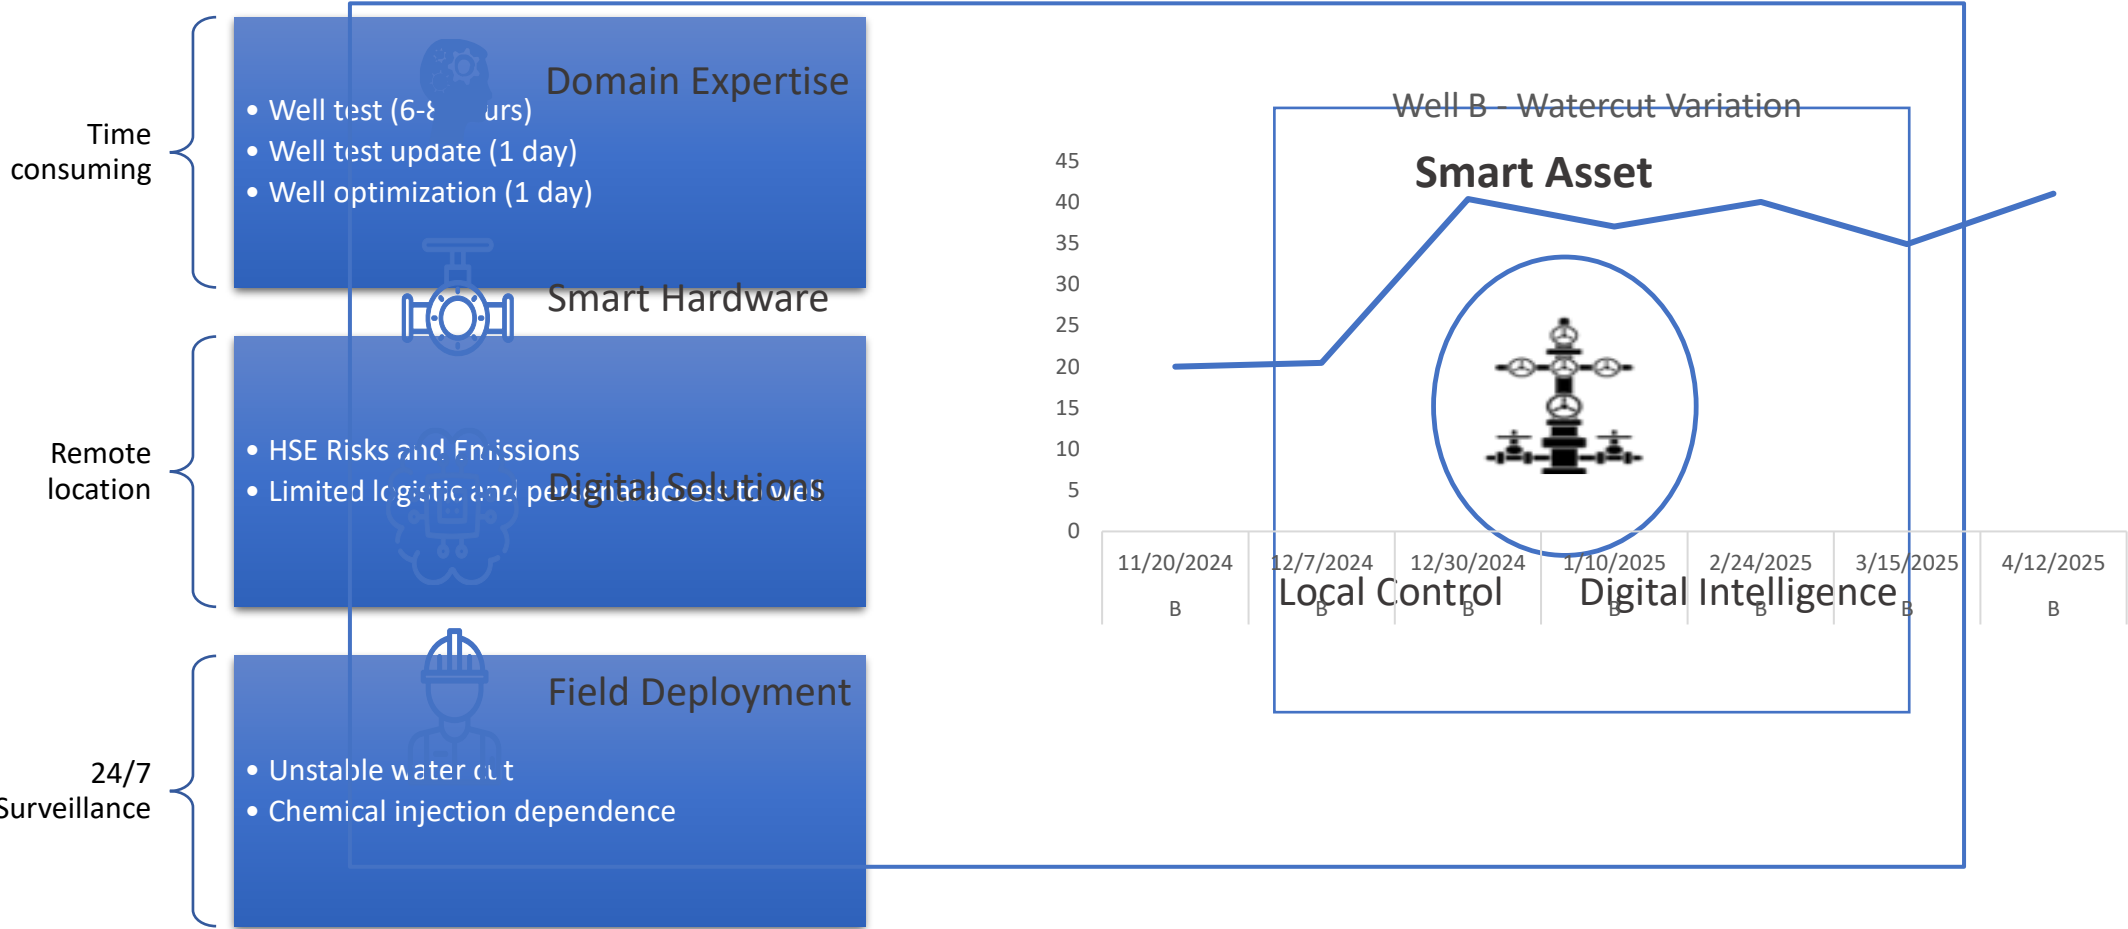 Time
consuming
Domain Expertise
• Well test (6-8 urs)
• Well test update (1 day)
• Well optimization (1 day)
Smart Hardware
Remote
location
• HSE Risks and Emissions
• Limited logistic and personal access to well
Digital Solutions
24/7
Surveillance
Field Deployment
• Unstable water cut
• Chemical injection dependence
Well B - Watercut Variation
Smart Asset
45
40
35
30
25
20
15
10
5
0
11/20/2024 12/7/2024 12/30/2024 1/10/2025 2/24/2025 3/15/2025 4/12/2025
B B B B B B B
Local Control Digital Intelligence